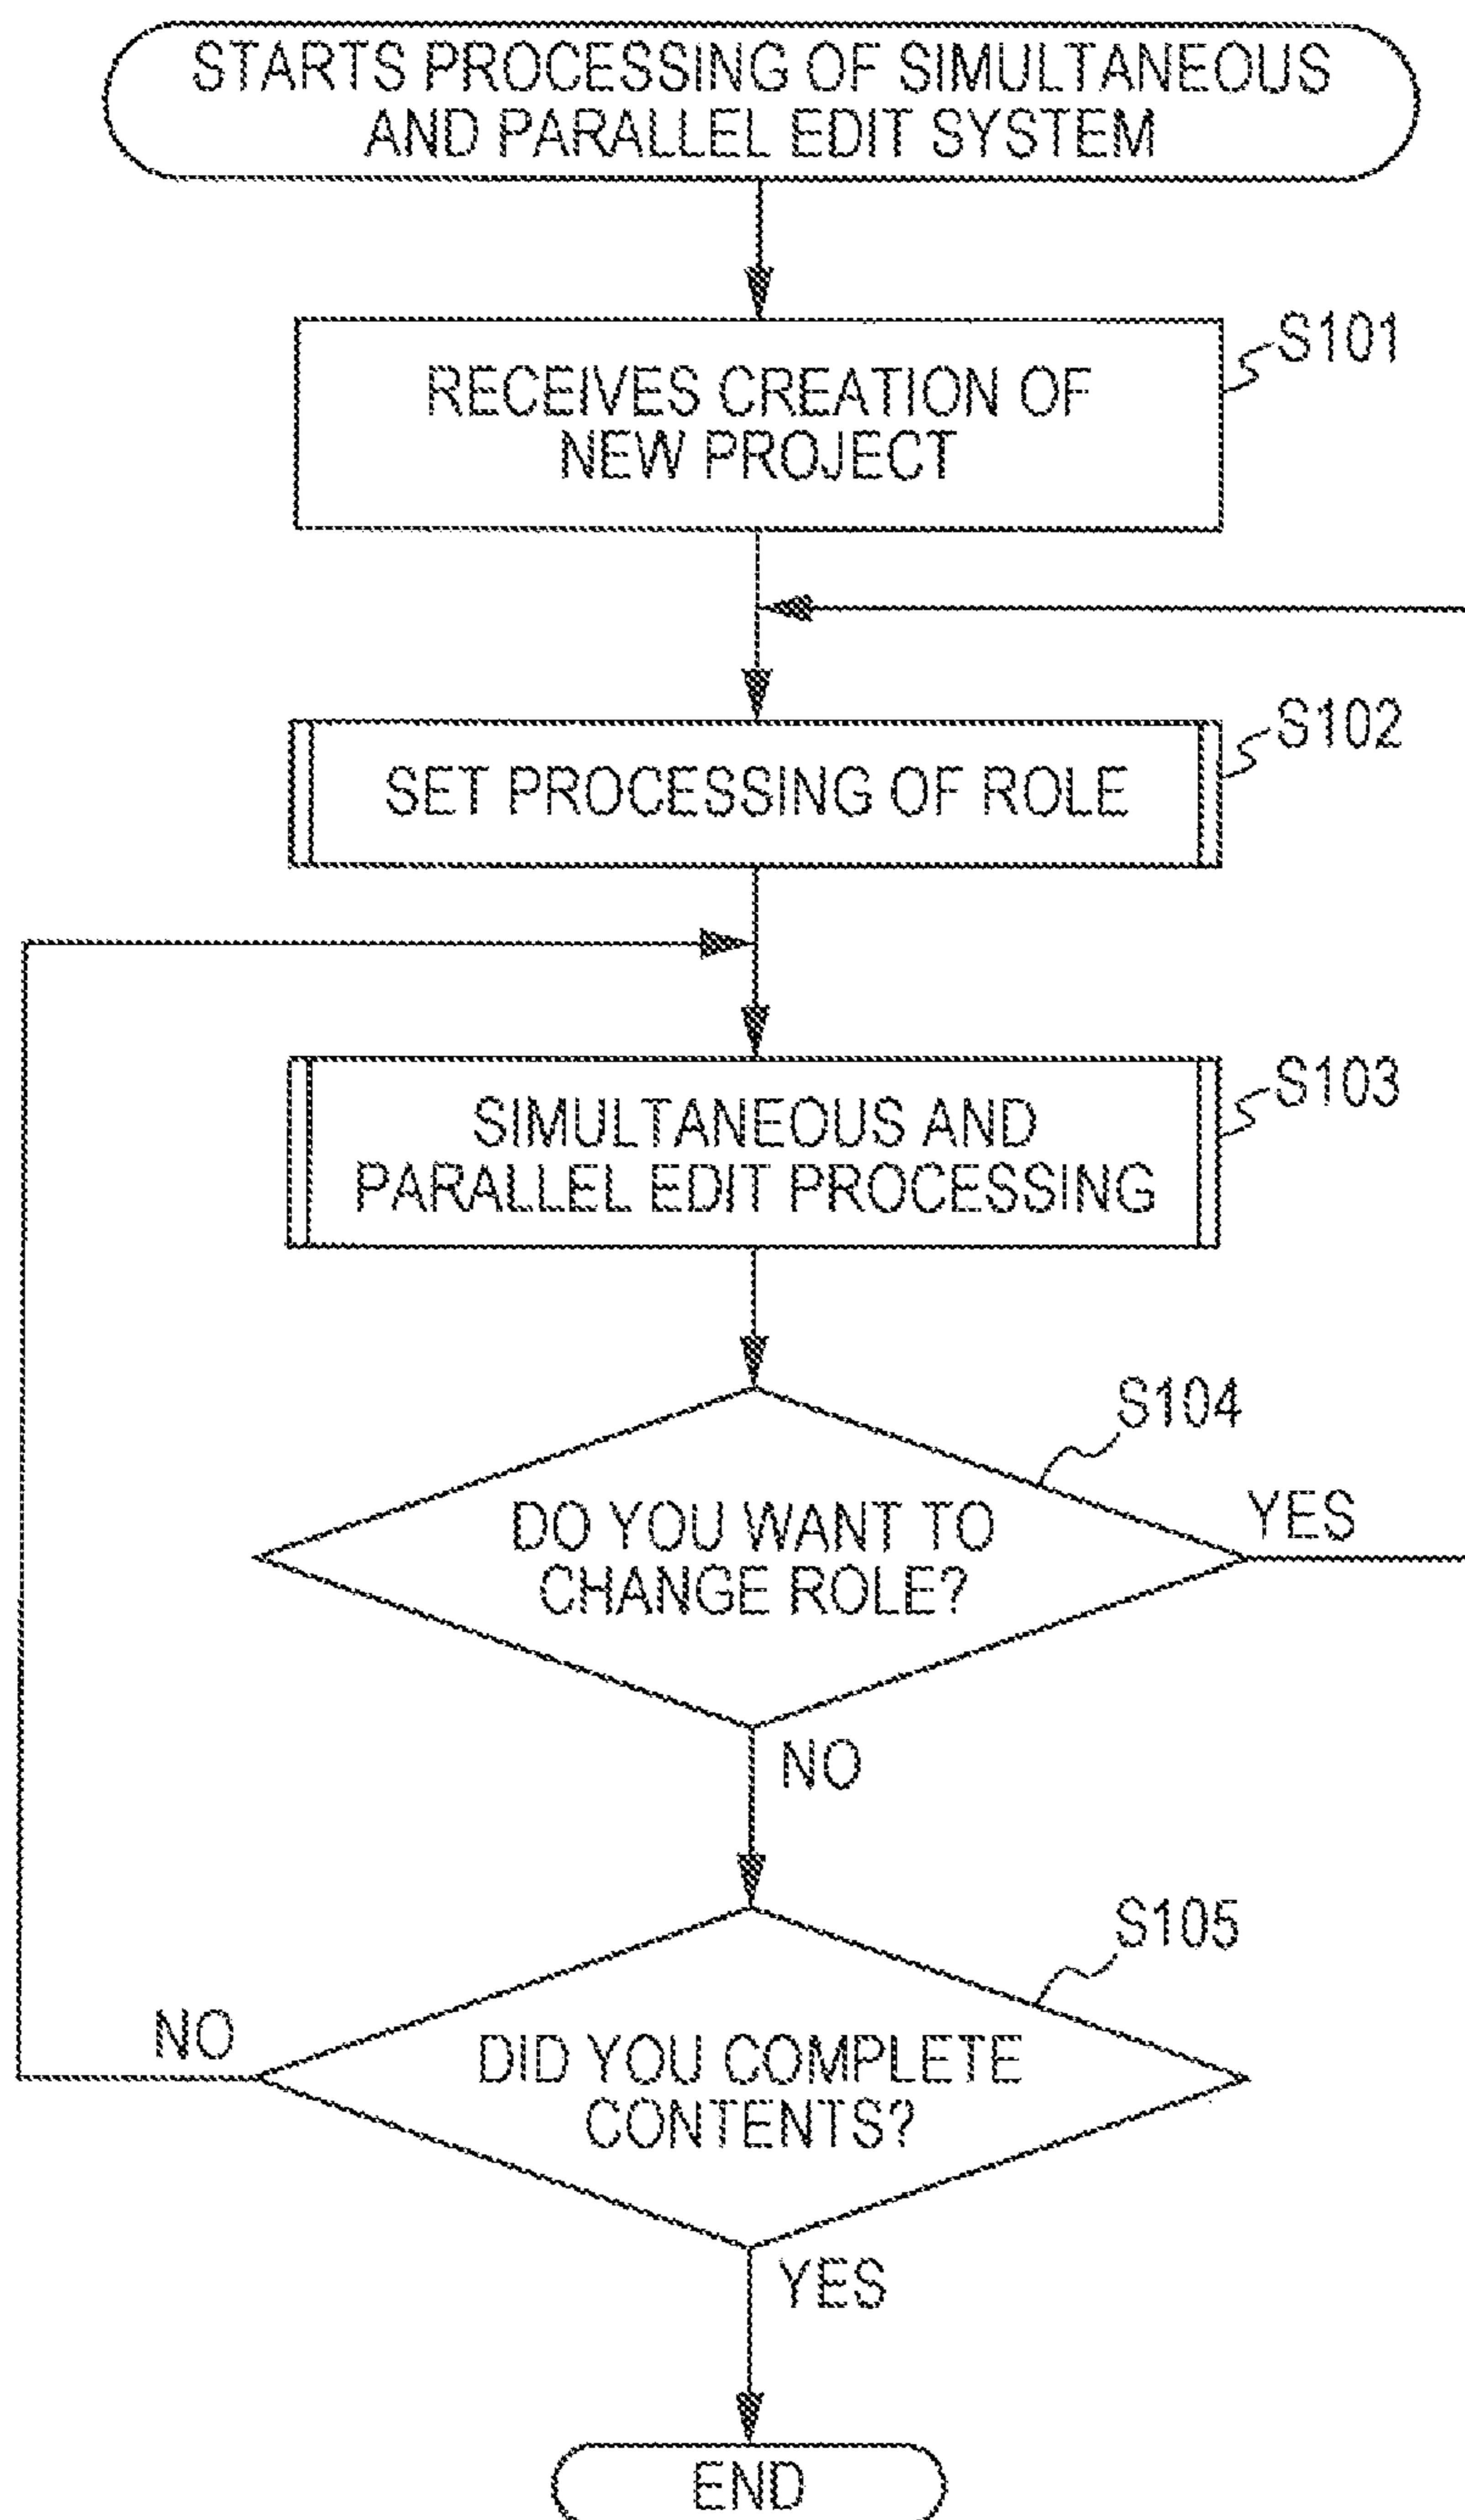 STARTS PROCESSING OF SIMULTANEOUS
AND PARALLEL EDIT SYSTEM
S101
RECEIVES CREATION OF
NEW PROJECT
S102
SET PROCESSING OF ROLE
S103
SIMULTANEOUS AND
PARALLEL EDIT PROCESSING
S104
DO YOU WANT TO
CHANGE ROLE?
YES
NO
S105
DID YOU COMPLETE
CONTENTS?
NO
YES
END